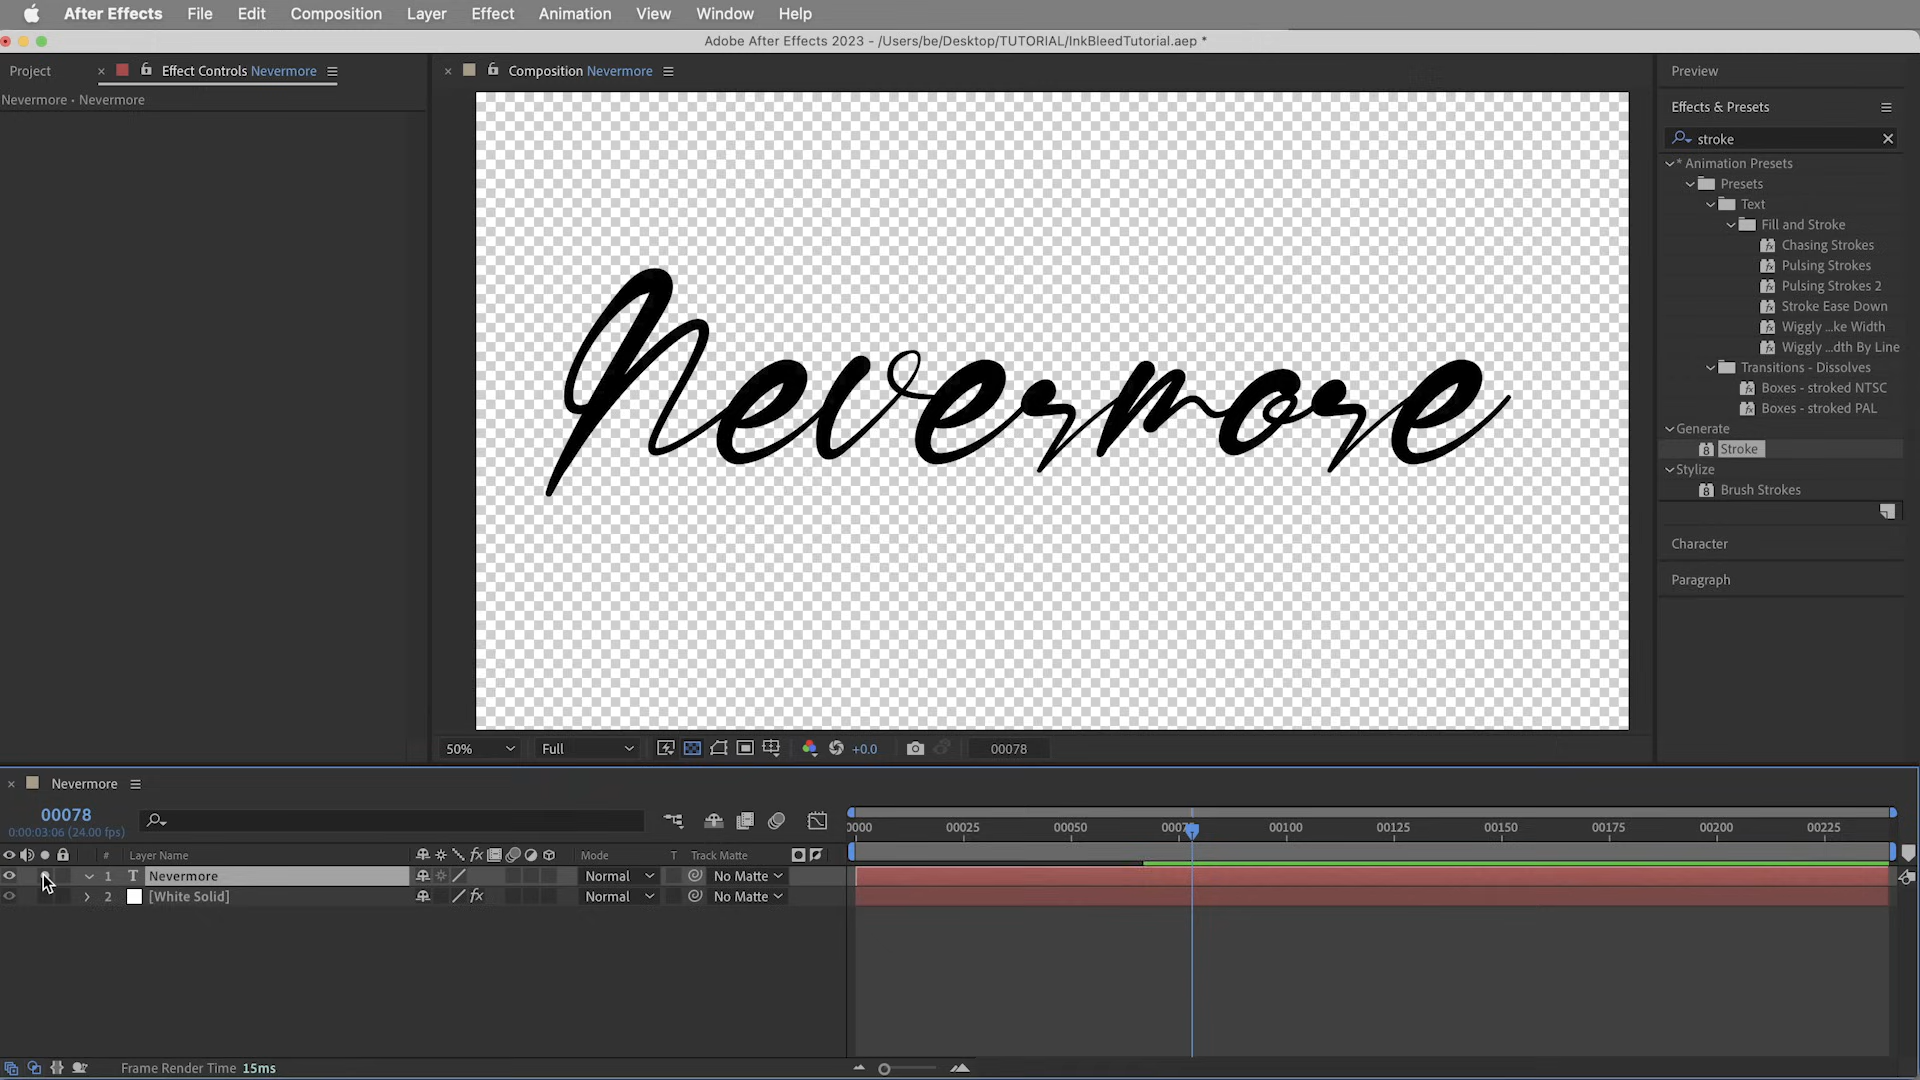 After Effects File Edit Composition Layer Effect Animation View Window Help
Adobe After Effects 2023 - /Users/be/Desktop/TUTORIAL/InkBleedTutorial.aep *
Project
Effect Controls Nevermore
Composition Nevermore
Preview
Nevermore • Nevermore
Effects & Presets
stroke
* Animation Presets
Presets
Text
Fill and Stroke
Chasing Strokes
Pulsing Strokes
Pulsing Strokes 2
Stroke Ease Down
Wiggly ...ke Width
Wiggly ...dth By Line
Transitions - Dissolves
Boxes - stroked NTSC
Boxes - stroked PAL
Generate
Stroke
Stylize
Brush Strokes
Character
Paragraph
Nevermore
50% Full +0.0 00078
Nevermore
00078
0:00:03:06 (24.00 fps)
0000 00025 00050 0007 00100 00125 00150 00175 00200 00225
# Layer Name fx Mode T Track Matte
1 T Nevermore Normal No Matte
2 [White Solid] fx Normal No Matte
Frame Render Time 15ms